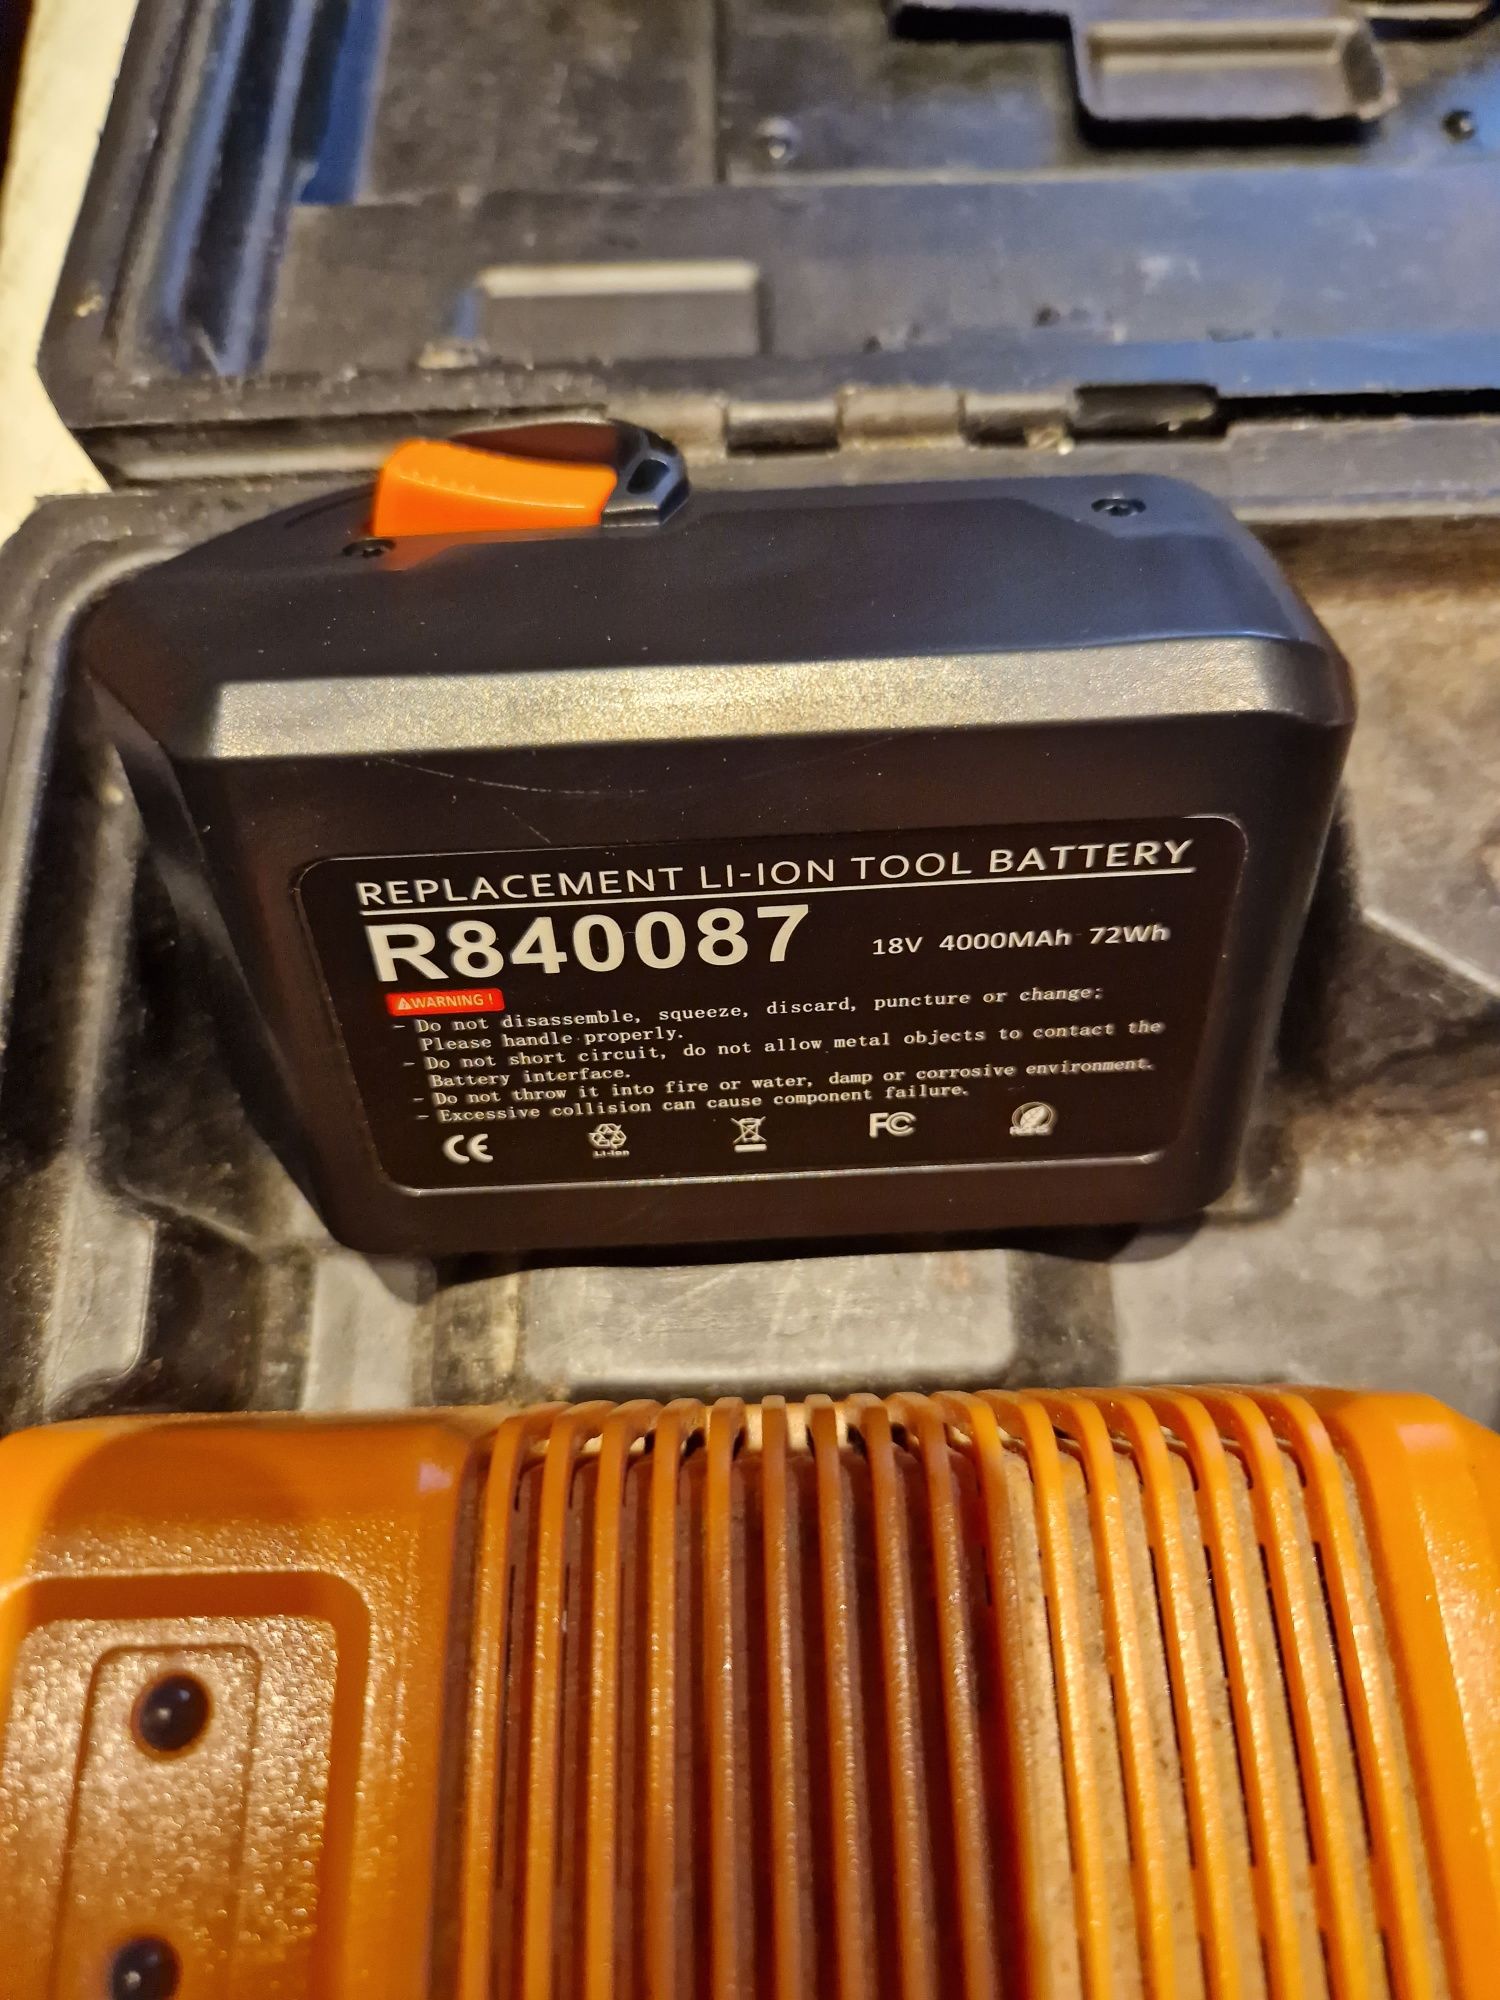 REPLACEMENT LI-ION TOOL BATTERY
R840087 18V 4000MAh 72Wh
WARNING !
- Do not disassemble, squeeze, discard, puncture or change;
Please handle properly.
- Do not short circuit, do not allow metal objects to contact the
Battery interface.
- Do not throw it into fire or water, damp or corrosive environment.
- Excessive collision can cause component failure.
CE FC
Li-ion